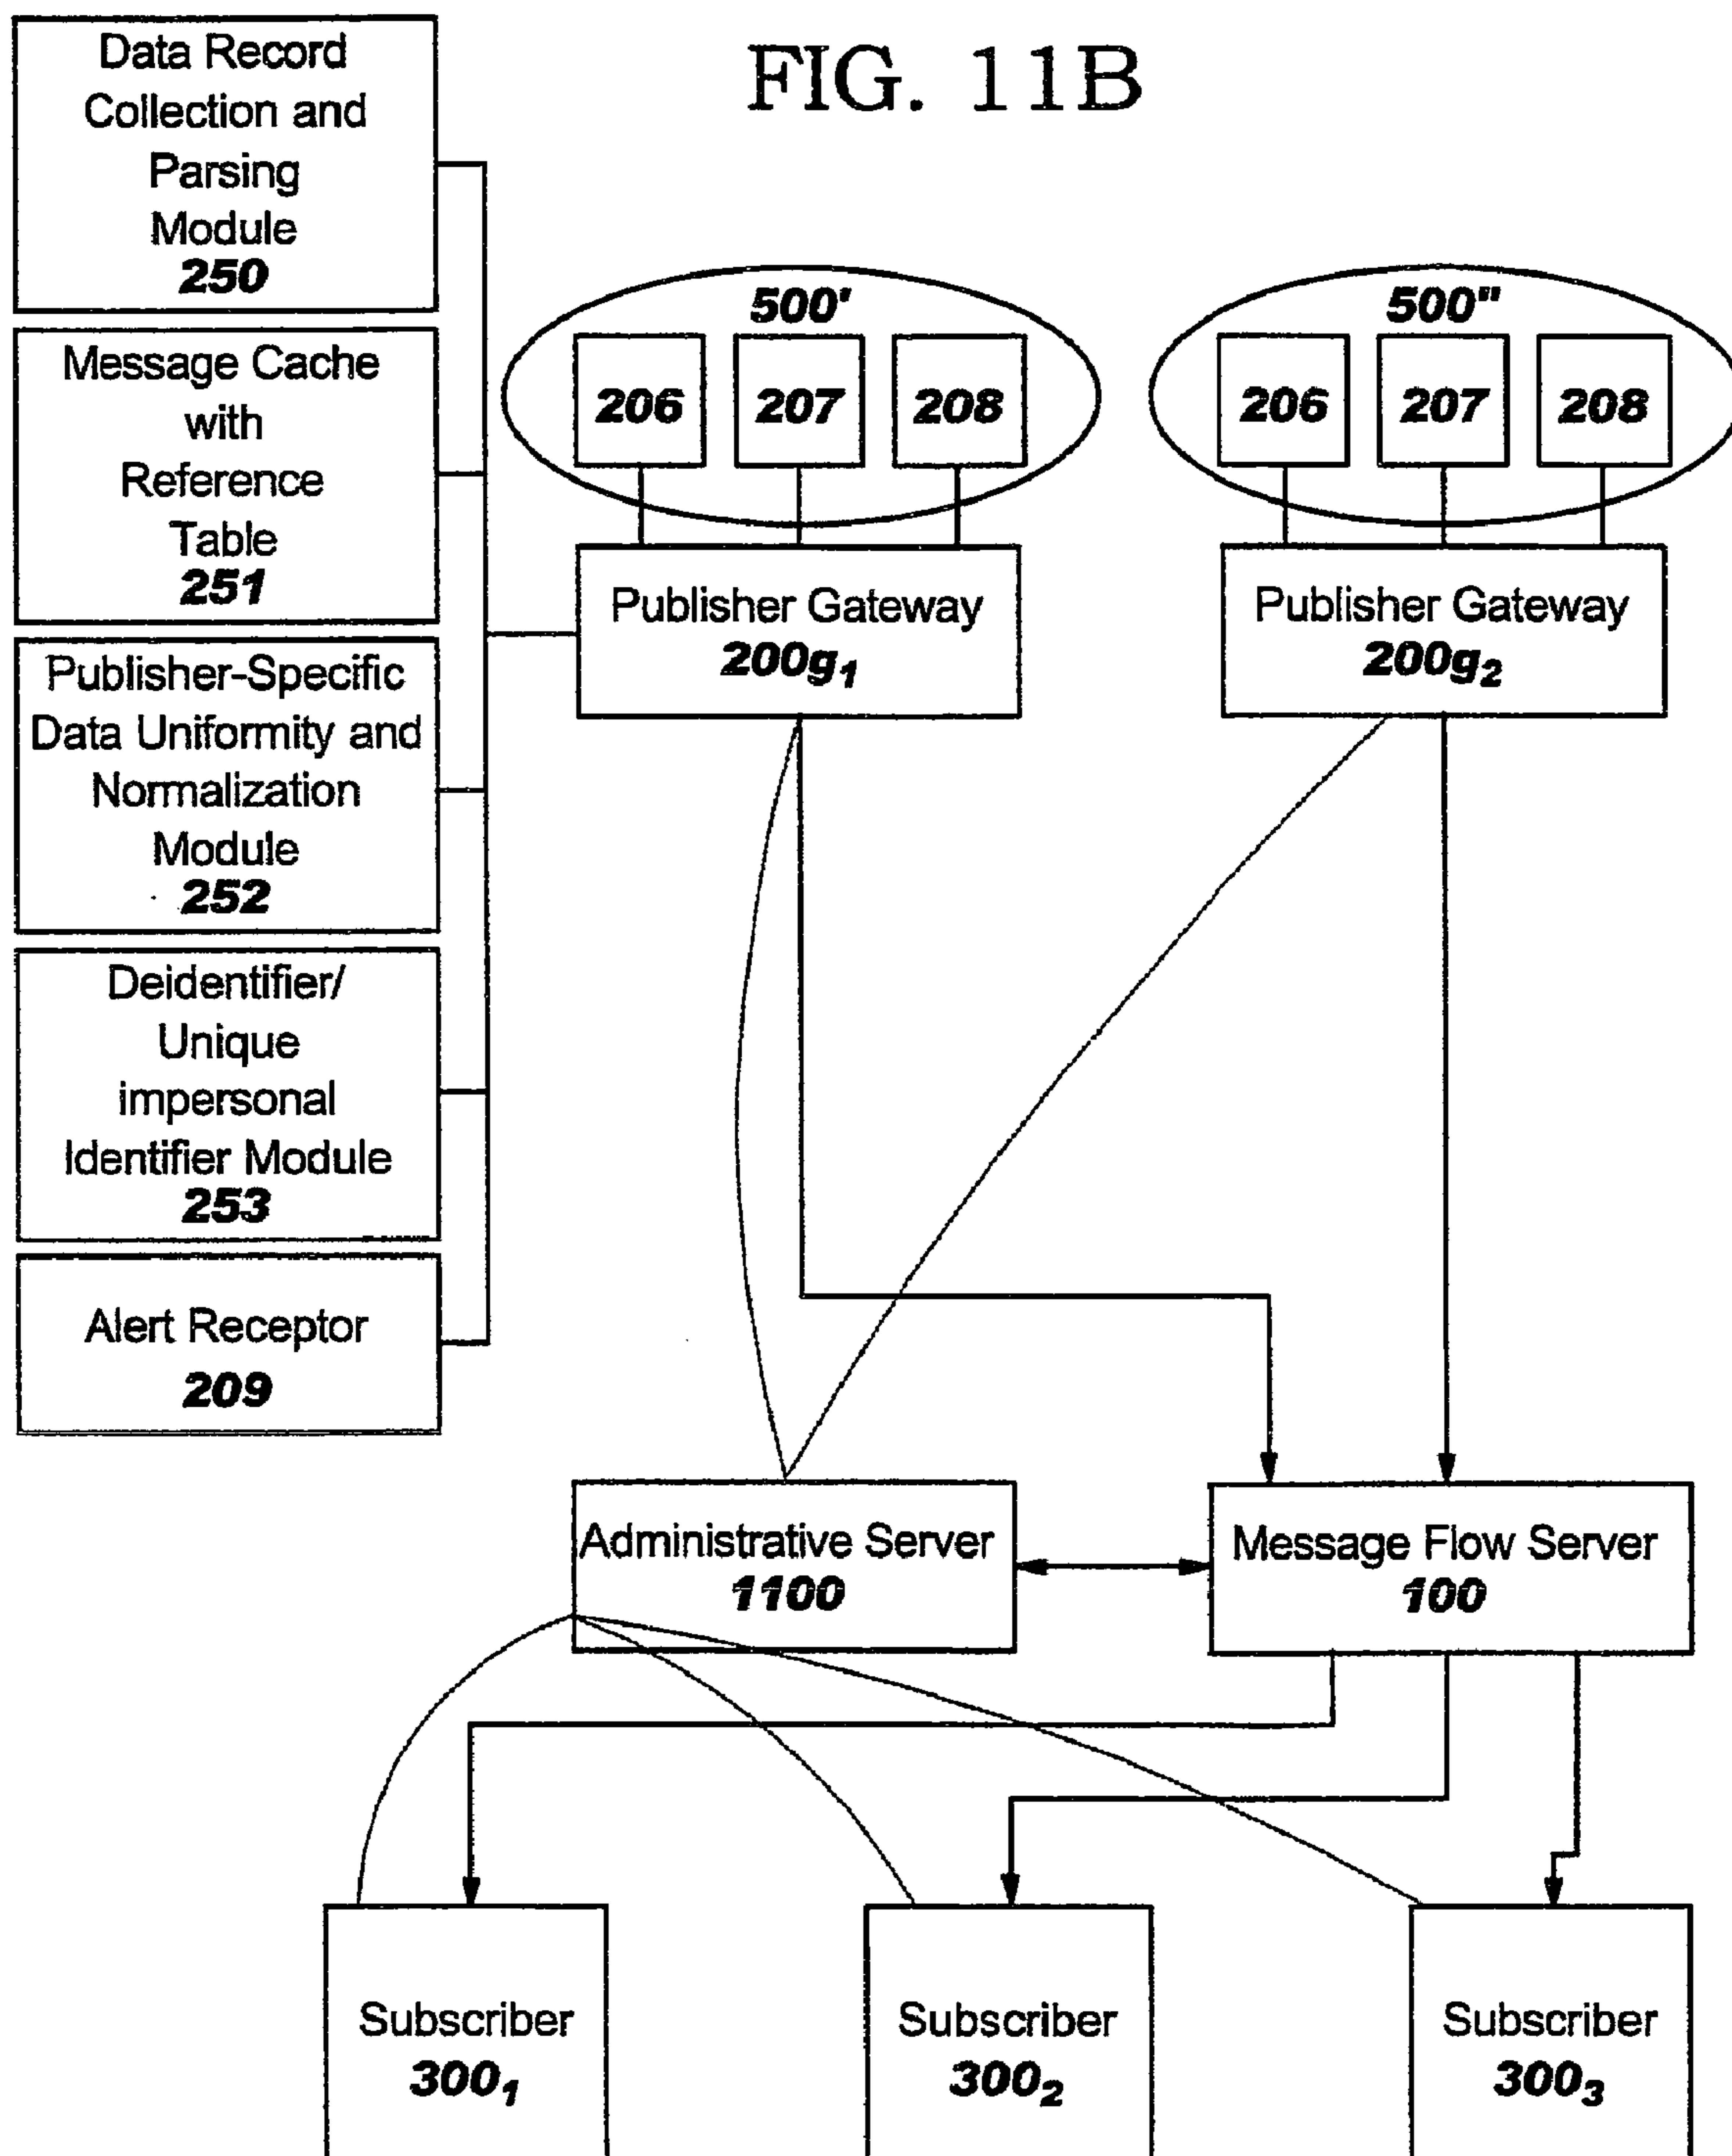 FIG. 11B
Data Record
Collection and
Parsing
Module
250
Message Cache
with
Reference
Table
251
Publisher-Specific
Data Uniformity and
Normalization
Module
252
Deidentifier/
Unique
impersonal
Identifier Module
253
Alert Receptor
209
500'
206 207 208
Publisher Gateway
200g₁
500"
206 207 208
Publisher Gateway
200g₂
Administrative Server
1100
Message Flow Server
100
Subscriber
300₁
Subscriber
300₂
Subscriber
300₃